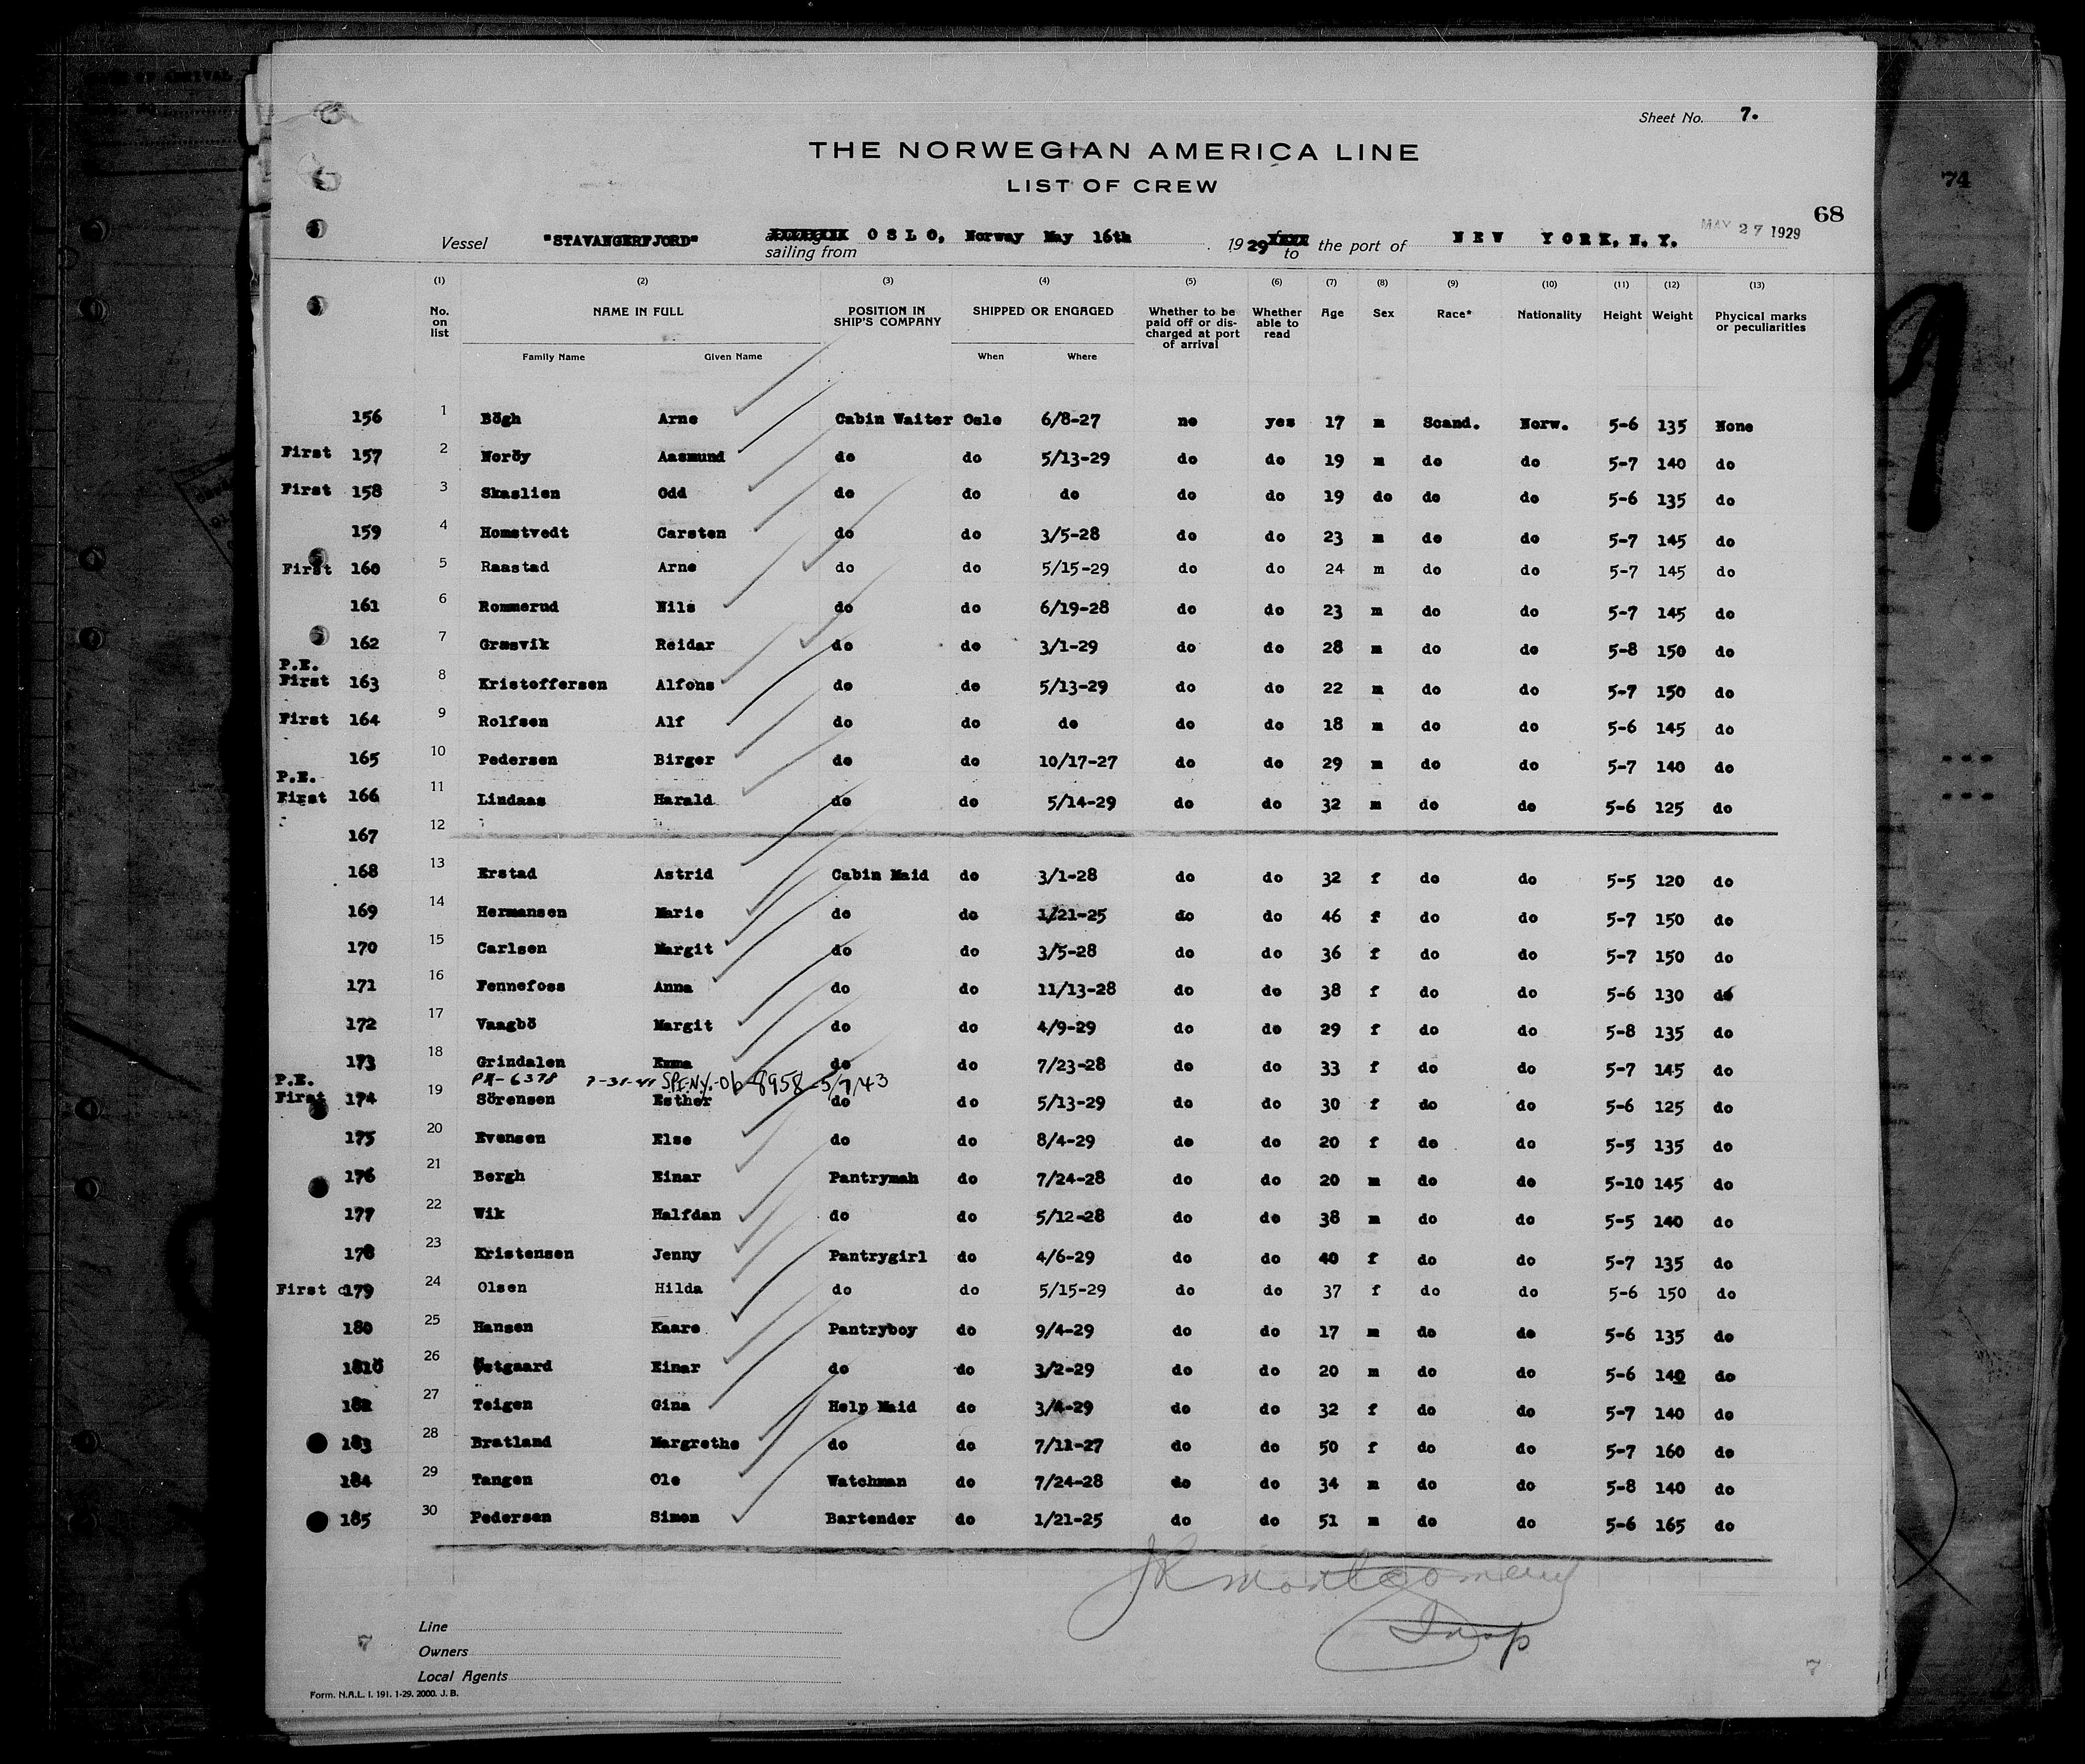 Sheet No. 7.
THE NORWEGIAN AMERICA LINE
LIST OF CREW
74
68
Vessel "STAVANGERFJORD" sailing from OSLO, Norway May 16th 1929 to the port of NEW YORK, N.Y. MAY 27 1929
(1) (2) (3) (4) (5) (6) (7) (8) (9) (10) (11) (12) (13)
No. on list NAME IN FULL POSITION IN SHIP'S COMPANY SHIPPED OR ENGAGED Whether to be paid off or discharged at port of arrival Whether able to read Age Sex Race* Nationality Height Weight Phycical marks or peculiarities
Family Name Given Name When Where
156 1 Bögh Arne Cabin Waiter Oslo 6/8-27 no yes 17 m Scand. Norw. 5-6 135 None
First 157 2 Noröy Aasmund do do 5/13-29 do do 19 m do do 5-7 140 do
First 158 3 Skaslien Odd do do do do do 19 do do do 5-6 135 do
159 4 Homstvedt Carsten do do 3/5-28 do do 23 m do do 5-7 145 do
First 160 5 Raastad Arne do do 5/15-29 do do 24 m do do 5-7 145 do
161 6 Rommerud Nils do do 6/19-28 do do 23 m do do 5-7 145 do
162 7 Græsvik Reidar do do 3/1-29 do do 28 m do do 5-8 150 do
P.E.
First 163 8 Kristoffersen Alfons do do 5/13-29 do do 22 m do do 5-7 150 do
First 164 9 Rolfsen Alf do do do do do 18 m do do 5-6 145 do
165 10 Pedersen Birger do do 10/17-27 do do 29 m do do 5-7 140 do
P.E.
First 166 11 Lindaas Harald do do 5/14-29 do do 32 m do do 5-6 125 do
167 12
168 13 Erstad Astrid Cabin Maid do 3/1-28 do do 32 f do do 5-5 120 do
169 14 Hermansen Marie do do 1/21-25 do do 46 f do do 5-7 150 do
170 15 Carlsen Margit do do 3/5-28 do do 36 f do do 5-7 150 do
171 16 Fennefoss Anna do do 11/13-28 do do 38 f do do 5-6 130 do
172 17 Vaagbö Margit do do 4/9-29 do do 29 f do do 5-8 135 do
173 18 Grindalen Emma do do 7/23-28 do do 33 f do do 5-7 145 do
P.E. PA-6378 7-31-41 SPI-N.Y.-06-8958-5/7/43
First 174 19 Sörensen Esther do do 5/13-29 do do 30 f do do 5-6 125 do
175 20 Evensen Else do do 8/4-29 do do 20 f do do 5-5 135 do
176 21 Bergh Einar Pantryman do 7/24-28 do do 20 m do do 5-10 145 do
177 22 Wik Halfdan do do 5/12-28 do do 38 m do do 5-5 140 do
178 23 Kristensen Jenny Pantrygirl do 4/6-29 do do 40 f do do 5-7 135 do
First 179 24 Olsen Hilda do do 5/15-29 do do 37 f do do 5-6 150 do
180 25 Hansen Kaare Pantryboy do 9/4-29 do do 17 m do do 5-6 135 do
181 26 Östgaard Einar do do 3/2-29 do do 20 m do do 5-6 140 do
182 27 Teigen Gina Help Maid do 3/4-29 do do 32 f do do 5-7 140 do
183 28 Bratland Margrethe do do 7/11-27 do do 50 f do do 5-7 160 do
184 29 Tangen Ole Watchman do 7/24-28 do do 34 m do do 5-8 140 do
185 30 Pedersen Simon Bartender do 1/21-25 do do 51 m do do 5-6 165 do
JR Montgomery
Insp
Line
7
Owners
Local Agents
7
Form. N.A.L. I. 191. 1-29. 2000. J. B.